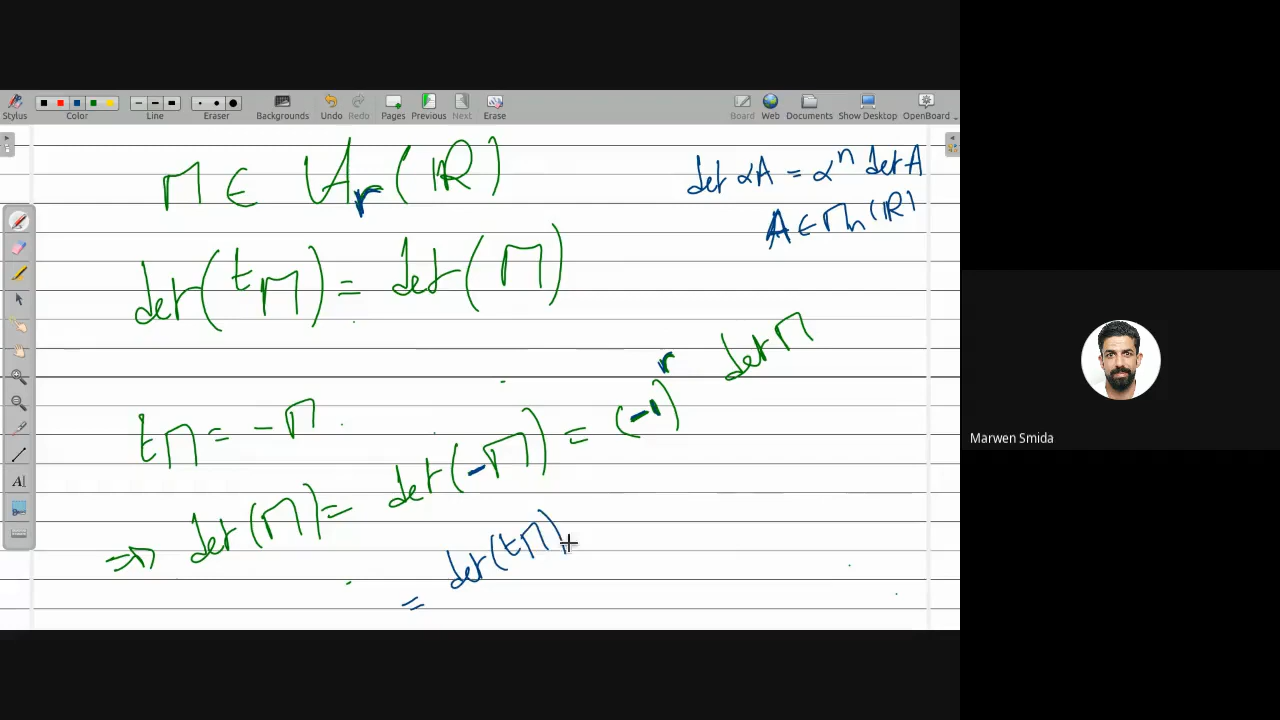 Stylus Color Line Eraser Backgrounds Undo Redo Pages Previous Next Erase Board Web Documents Show Desktop OpenBoard
M ∈ 𝒜r(ℝ)
det αA = αⁿ det A
A ∈ Mn(ℝ)
det(ᵗM) = det(M)
ᵗM = -M
=> det(M) = det(-M) = (-1)ʳ det M
= det(ᵗM)
Marwen Smida